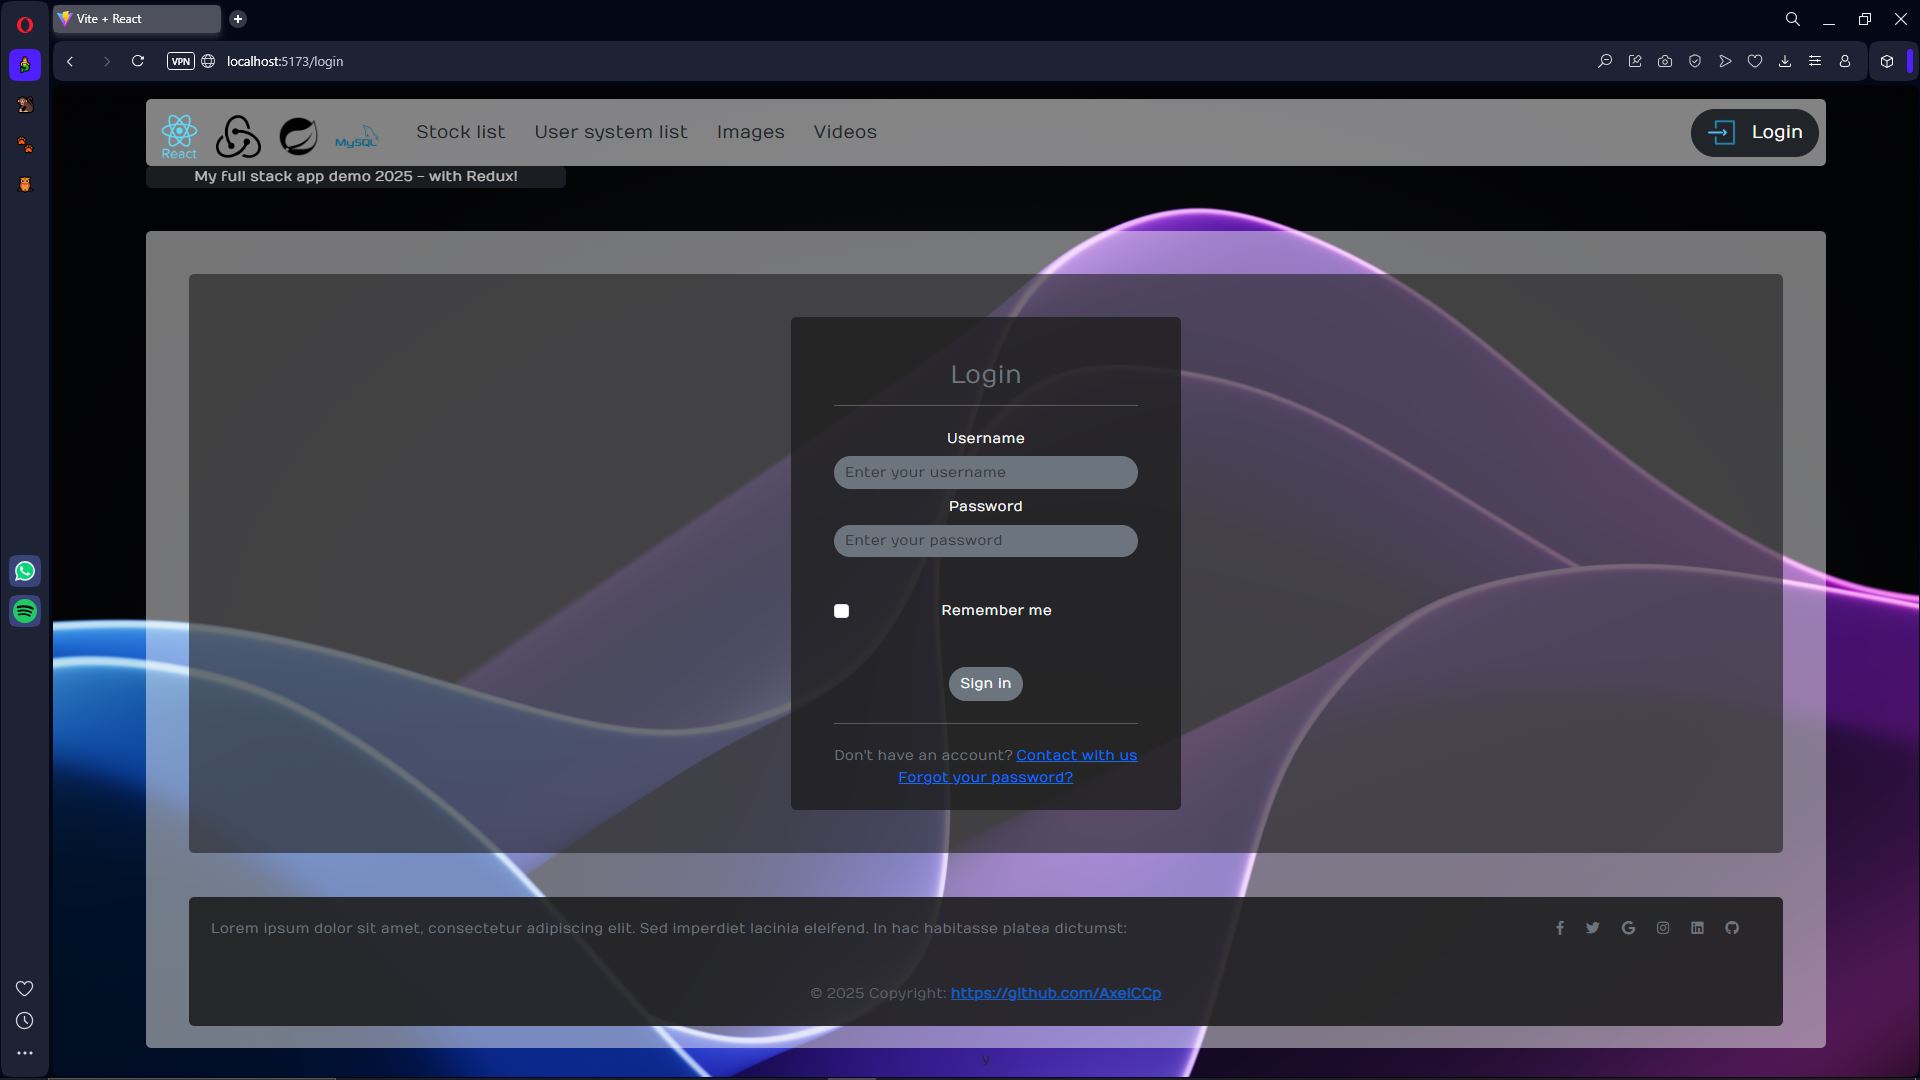 Vite + React
VPN
localhost:5173/login
React
MySQL
Stock list
User system list
Images
Videos
Login
My full stack app demo 2025 - with Redux!
Login
Username
Enter your username
Password
Enter your password
Remember me
Sign in
Don't have an account? Contact with us
Forgot your password?
Lorem ipsum dolor sit amet, consectetur adipiscing elit. Sed imperdiet lacinia eleifend. In hac habitasse platea dictumst:
© 2025 Copyright: https://github.com/AxelCCp
y